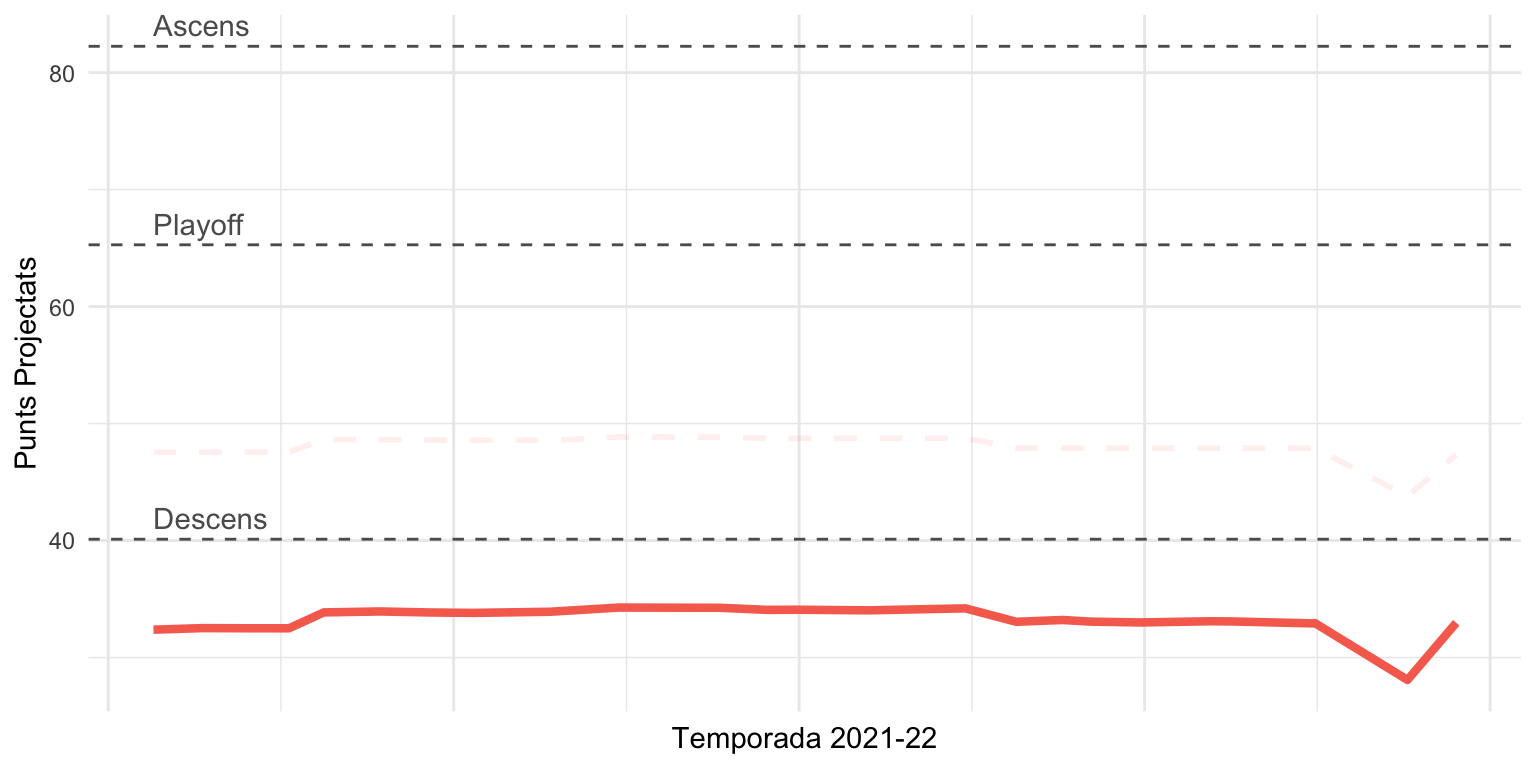 Ascens
80
Playoff
60
Punts Projectats
Descens
40
Temporada 2021-22